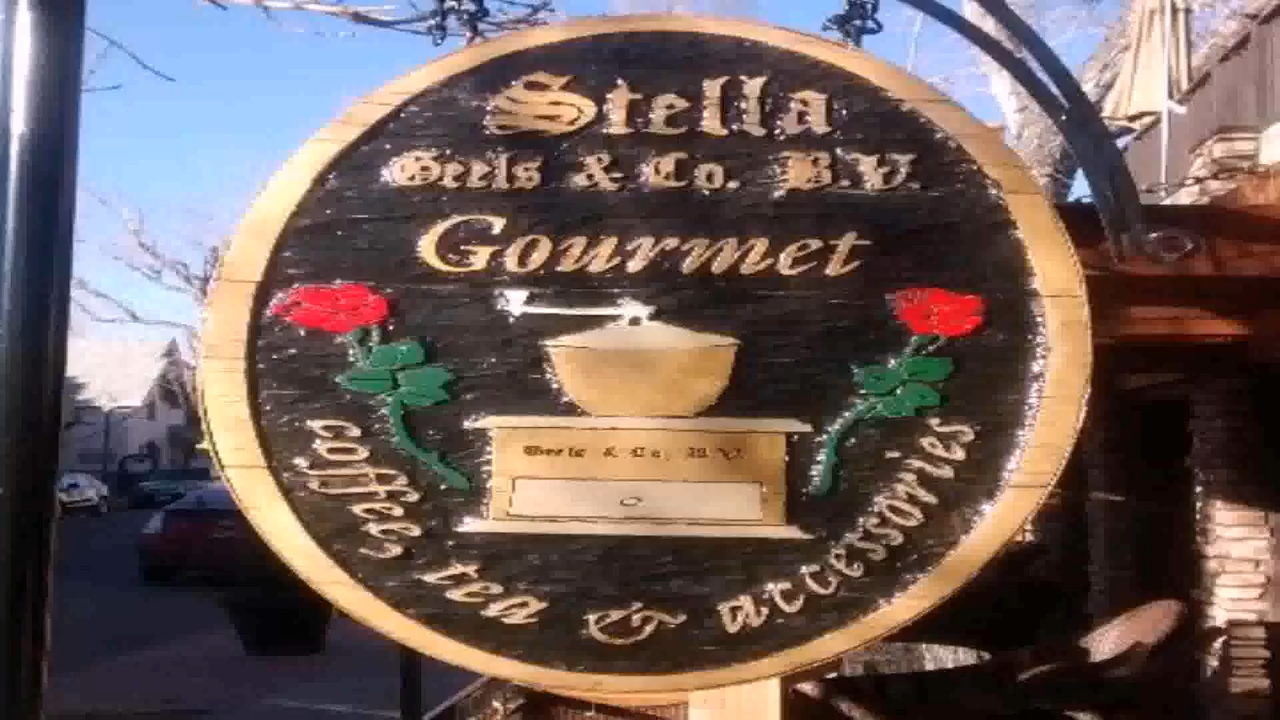 Stella
Geels & Co. B.V.
Gourmet
Geels & Co, B.V.
coffee, tea & accessories